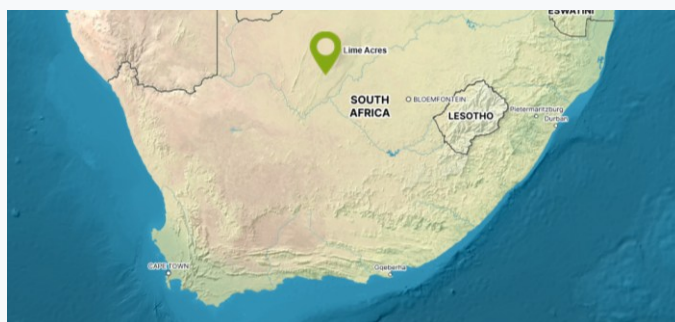 ESWATINI
Lime Acres
SOUTH
AFRICA
BLOEMFONTEIN
LESOTHO
Pietermaritzburg
Durban
CAPE TOWN
Gqeberha